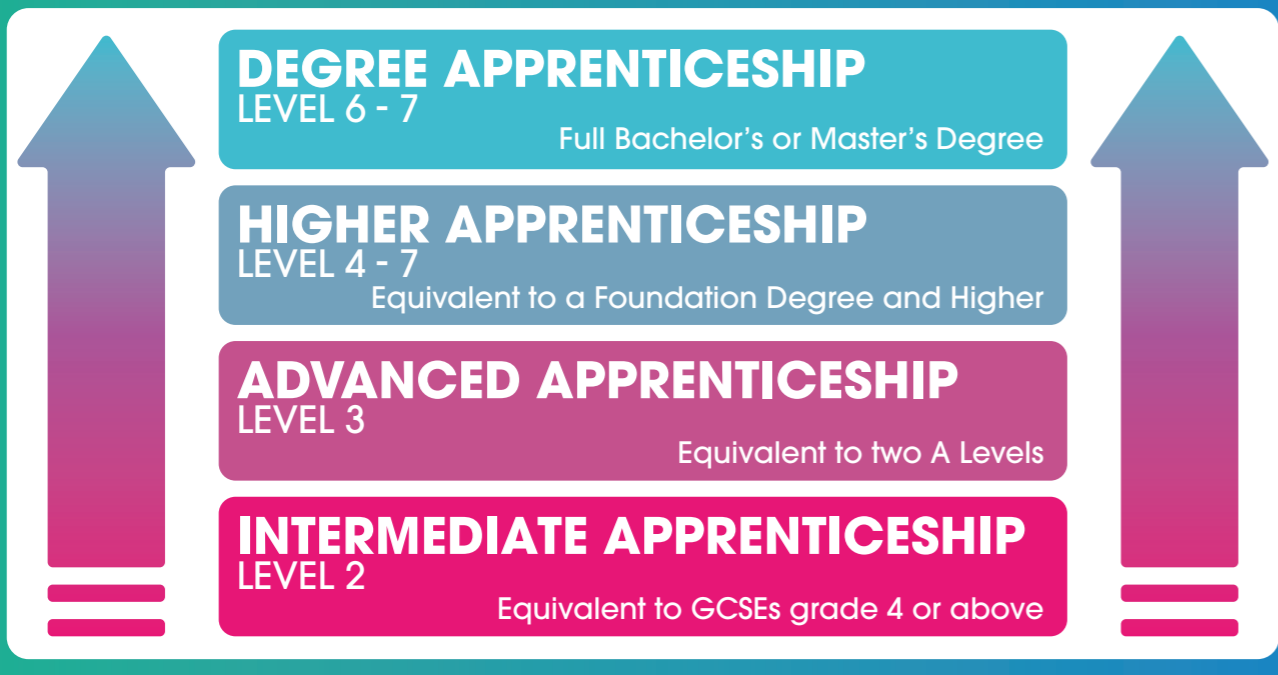 DEGREE APPRENTICESHIP
LEVEL 6 - 7
Full Bachelor’s or Master’s Degree
HIGHER APPRENTICESHIP
LEVEL 4 - 7
Equivalent to a Foundation Degree and Higher
ADVANCED APPRENTICESHIP
LEVEL 3
Equivalent to two A Levels
INTERMEDIATE APPRENTICESHIP
LEVEL 2
Equivalent to GCSEs grade 4 or above